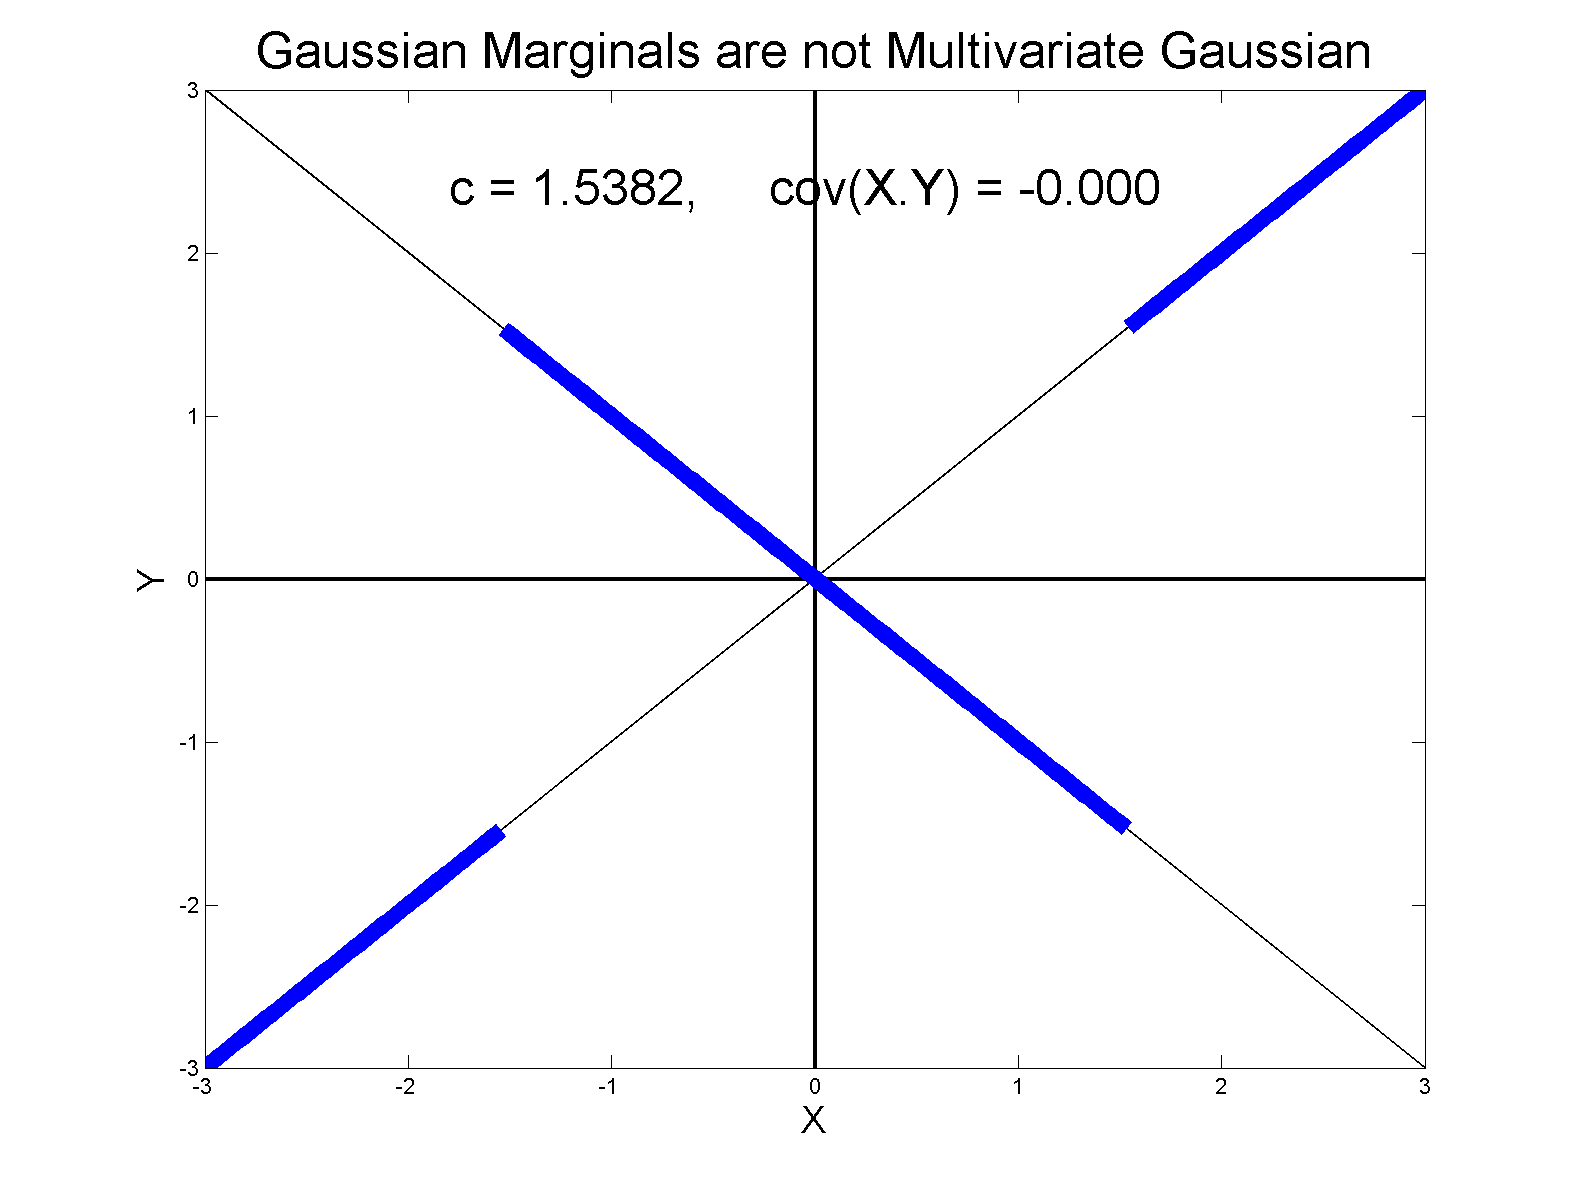 Gaussian Marginals are not Multivariate Gaussian
c = 1.5382, cov(X.Y) = -0.000
3
2
1
0
-1
-2
-3
Y
-3 -2 -1 0 1 2 3
X